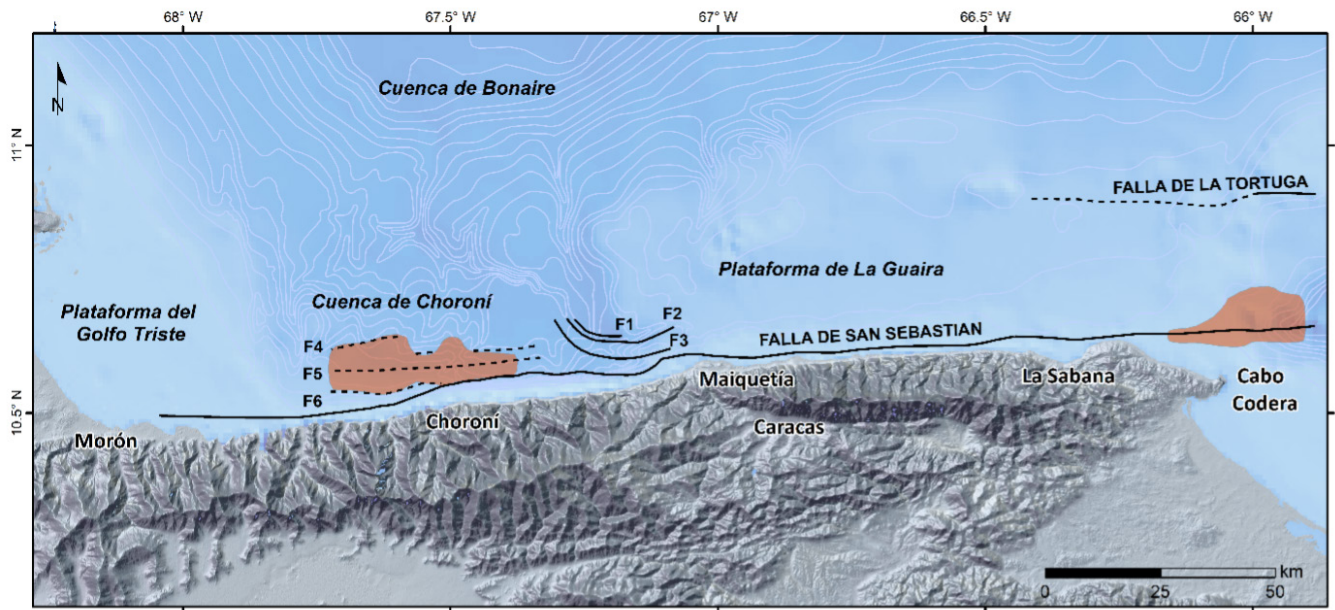 68° W
67.5° W
67° W
66.5° W
66° W
11° N
10.5° N
N
Cuenca de Bonaire
FALLA DE LA TORTUGA
Plataforma de La Guaira
Plataforma del
Golfo Triste
Cuenca de Choroní
F1
F2
F3
FALLA DE SAN SEBASTIAN
F4
F5
F6
Maiquetía
La Sabana
Cabo
Codera
Choroní
Caracas
Morón
km
0
25
50